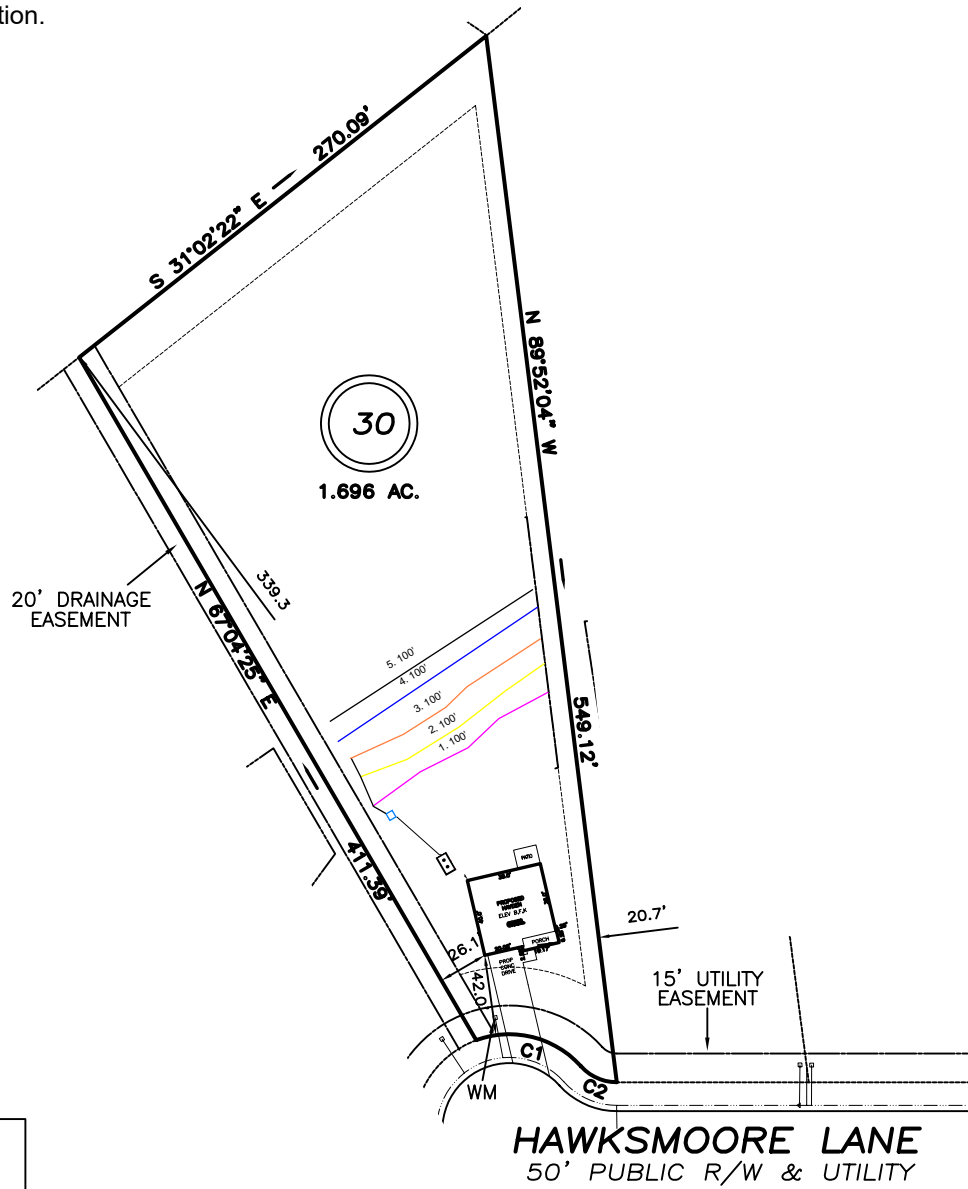 tion.
S 31°02'22" E — 270.09'
N 89°52'04" W
30
1.696 AC.
339.3
20' DRAINAGE
EASEMENT
N 67°04'25" E
5. 100'
4. 100'
3. 100'
2. 100'
1. 100'
549.12'
411.39'
PATIO
PROPOSED
ELEV B,F,K
PORCH
PROP
CONC
DRIVE
26.1'
20.7'
42.0'
15' UTILITY
EASEMENT
C1
C2
WM
HAWKSMOORE LANE
50' PUBLIC R/W & UTILITY